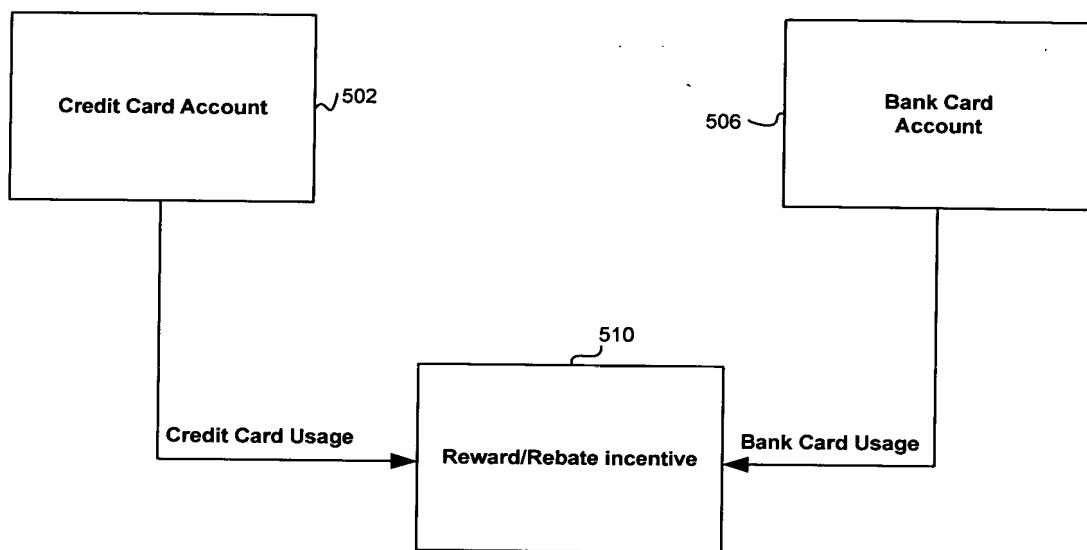 Credit Card Account
502
Bank Card
Account
506
510
Credit Card Usage
Reward/Rebate incentive
Bank Card Usage